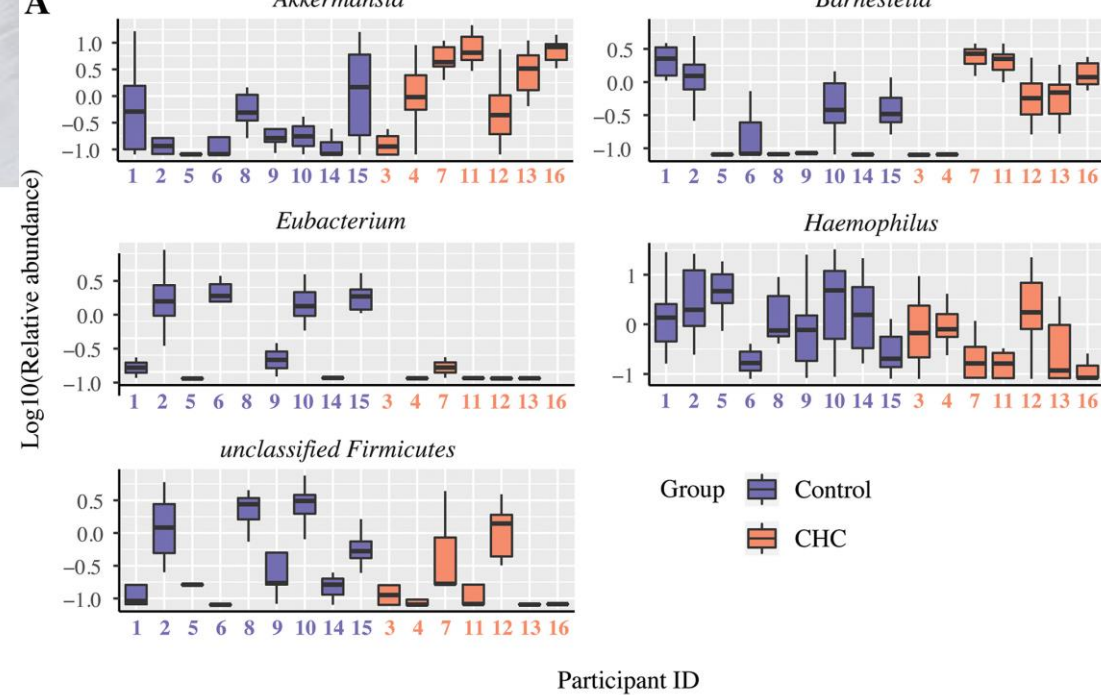 A
Akkermansia
Barnesiella
1.0
0.5
0.0
−0.5
−1.0
1 2 5 6 8 9 10 14 15 3 4 7 11 12 13 16
0.5
0.0
−0.5
−1.0
1 2 5 6 8 9 10 14 15 3 4 7 11 12 13 16
Log10(Relative abundance)
Eubacterium
Haemophilus
0.5
0.0
−0.5
−1.0
1 2 5 6 8 9 10 14 15 3 4 7 11 12 13 16
1
0
−1
1 2 5 6 8 9 10 14 15 3 4 7 11 12 13 16
unclassified Firmicutes
0.5
0.0
−0.5
−1.0
1 2 5 6 8 9 10 14 15 3 4 7 11 12 13 16
Group
Control
CHC
Participant ID